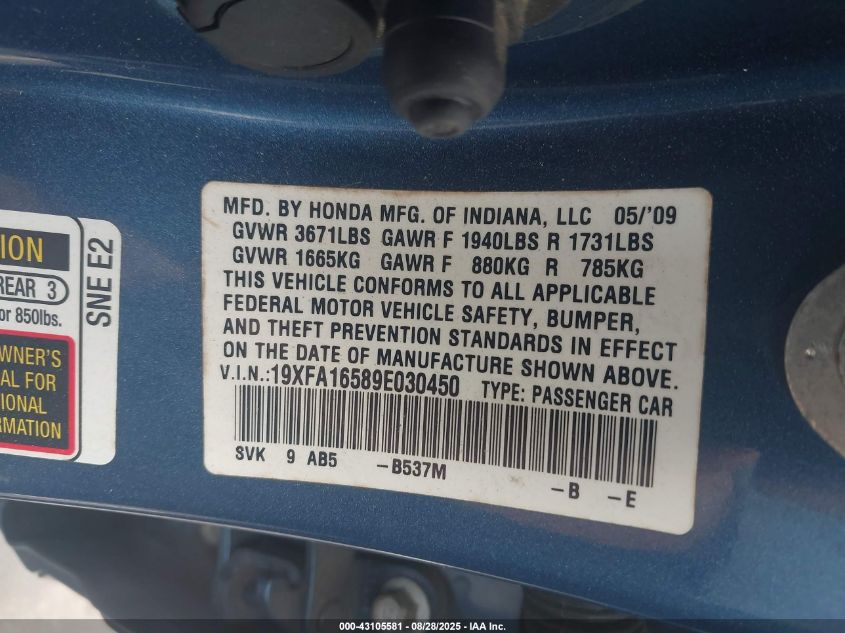 MFD. BY HONDA MFG. OF INDIANA, LLC 05/'09
GVWR 3671LBS GAWR F 1940LBS R 1731LBS
GVWR 1665KG GAWR F 880KG R 785KG
THIS VEHICLE CONFORMS TO ALL APPLICABLE
FEDERAL MOTOR VEHICLE SAFETY, BUMPER,
AND THEFT PREVENTION STANDARDS IN EFFECT
ON THE DATE OF MANUFACTURE SHOWN ABOVE.
V.I.N.:19XFA16589E030450 TYPE: PASSENGER CAR
SVK 9 AB5 -B537M -B -E
ION
REAR 3
or 850lbs.
SNE E2
WNER'S
AL FOR
IONAL
RMATION
000-43105581 - 08/28/2025 - IAA Inc.